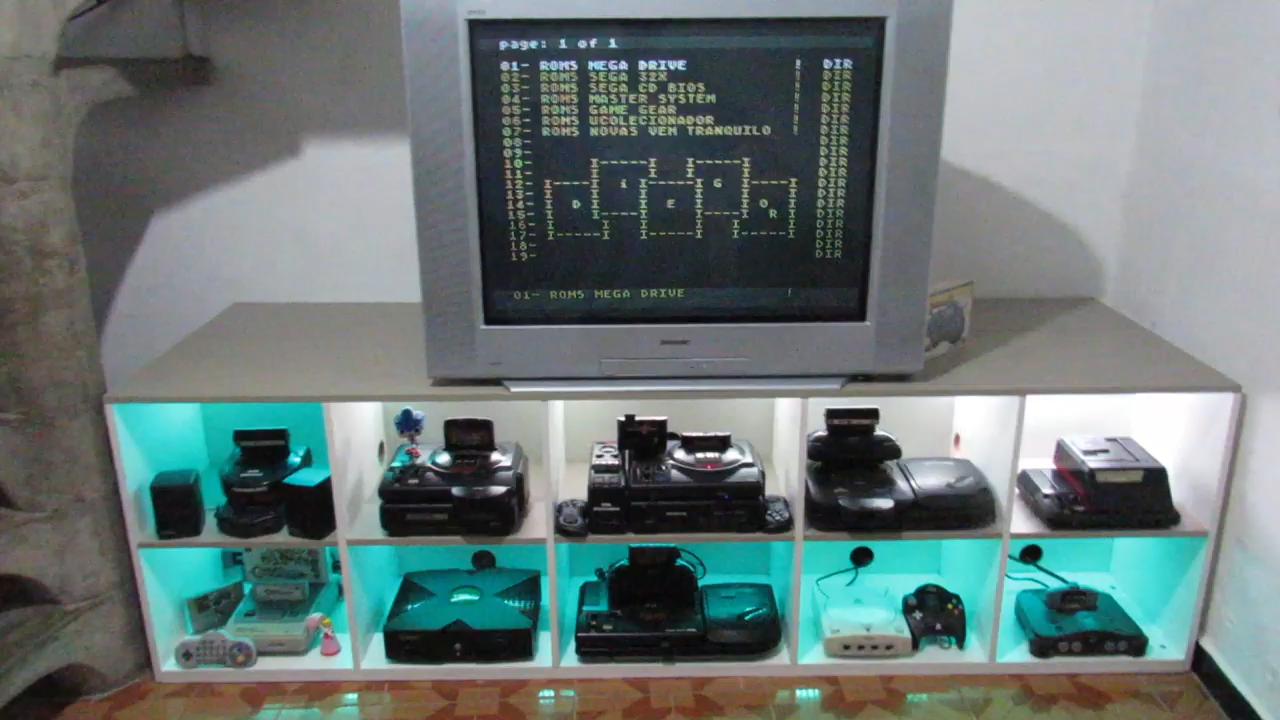 page: 1 of 1
01- ROMS MEGA DRIVE ! DIR
02- ROMS SEGA 32X ! DIR
03- ROMS SEGA CD BIOS ! DIR
04- ROMS MASTER SYSTEM ! DIR
05- ROMS GAME GEAR ! DIR
06- ROMS UCOLECIONADOR ! DIR
07- ROMS NOVAS VEM TRANQUILO ! DIR
08- DIR
09- DIR
10- DIR
11- DIR
12- i G DIR
13- DIR
14- D E O DIR
15- R DIR
16- DIR
17- DIR
18- DIR
19- DIR
01- ROMS MEGA DRIVE !